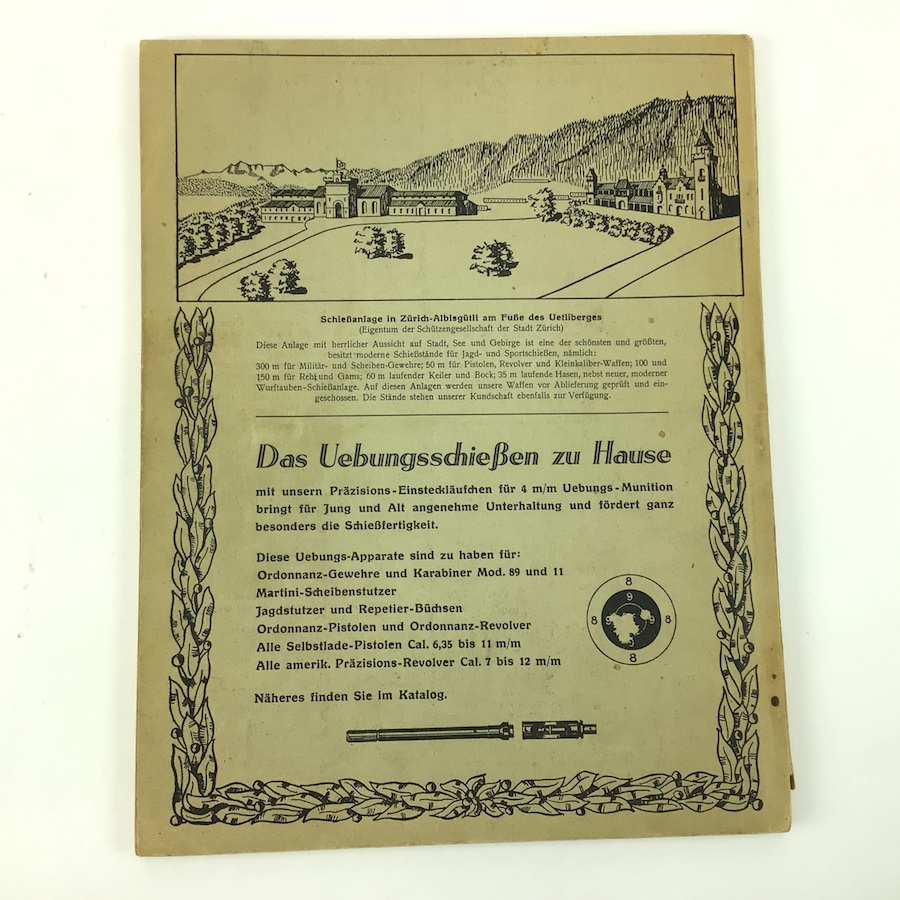 Schießanlage in Zürich-Albisgütli am Fuße des Uetliberges
(Eigentum der Schützengesellschaft der Stadt Zürich)
Diese Anlage mit herrlicher Aussicht auf Stadt, See und Gebirge ist eine der schönsten und größten,
besitzt moderne Schießstände für Jagd- und Sportschießen, nämlich:
300 m für Militär- und Scheiben-Gewehre; 50 m für Pistolen, Revolver und Kleinkaliber-Waffen; 100 und
150 m für Reh und Gams; 60 m laufender Keiler und Bock; 35 m laufende Hasen, nebst neuer, moderner
Wurftauben-Schießanlage. Auf diesen Anlagen werden unsere Waffen vor Ablieferung geprüft und ein-
geschossen. Die Stände stehen unserer Kundschaft ebenfalls zur Verfügung.
Das Uebungsschießen zu Hause
mit unsern Präzisions-Einstecklläufchen für 4 m/m Uebungs-Munition
bringt für Jung und Alt angenehme Unterhaltung und fördert ganz
besonders die Schießfertigkeit.
Diese Uebungs-Apparate sind zu haben für:
Ordonnanz-Gewehre und Karabiner Mod. 89 und 11
Martini-Scheibenstutzer
Jagdstutzer und Repetier-Büchsen
Ordonnanz-Pistolen und Ordonnanz-Revolver
Alle Selbstlade-Pistolen Cal. 6,35 bis 11 m/m
Alle amerik. Präzisions-Revolver Cal. 7 bis 12 m/m
8
9
8 9 9 8
8
Näheres finden Sie im Katalog.